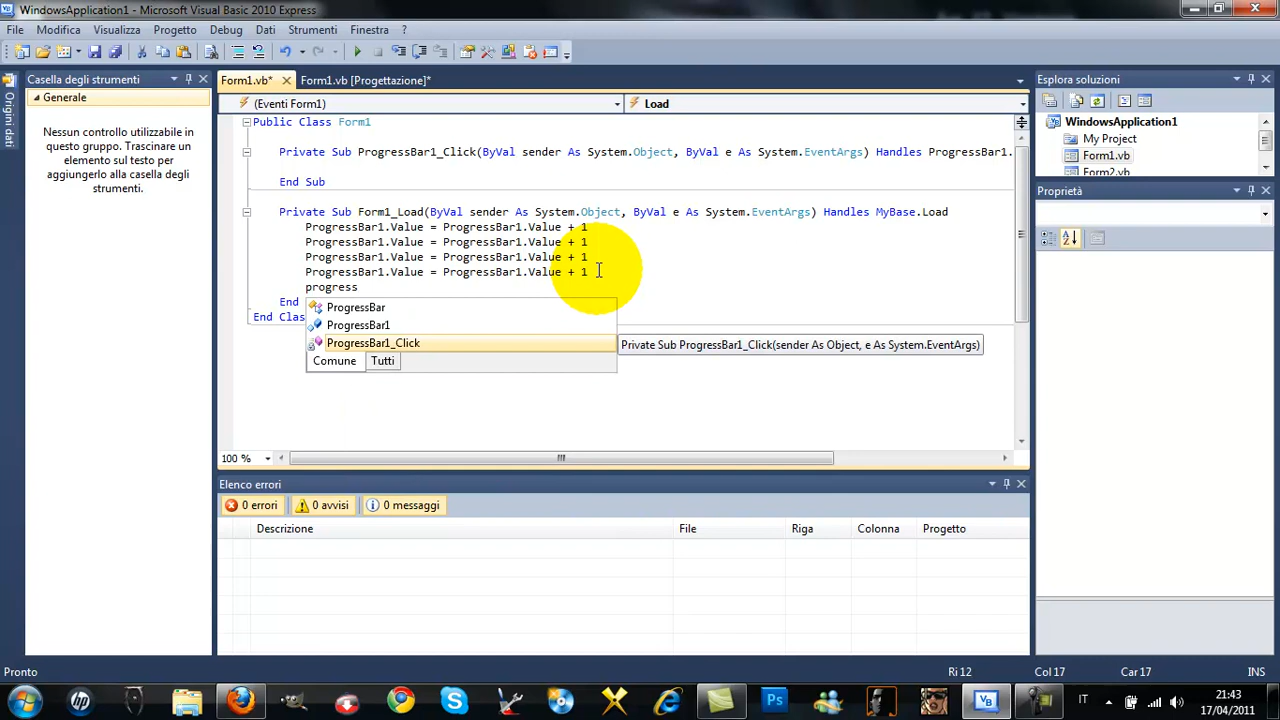 WindowsApplication1 - Microsoft Visual Basic 2010 Express
File Modifica Visualizza Progetto Debug Dati Strumenti Finestra ?
Casella degli strumenti
Form1.vb* Form1.vb [Progettazione]*
Esplora soluzioni
Origini dati
Generale
Nessun controllo utilizzabile in
questo gruppo. Trascinare un
elemento sul testo per
aggiungerlo alla casella degli
strumenti.
(Eventi Form1) Load
Public Class Form1
Private Sub ProgressBar1_Click(ByVal sender As System.Object, ByVal e As System.EventArgs) Handles ProgressBar1.
End Sub
Private Sub Form1_Load(ByVal sender As System.Object, ByVal e As System.EventArgs) Handles MyBase.Load
ProgressBar1.Value = ProgressBar1.Value + 1
ProgressBar1.Value = ProgressBar1.Value + 1
ProgressBar1.Value = ProgressBar1.Value + 1
ProgressBar1.Value = ProgressBar1.Value + 1
progress
End
End Clas
ProgressBar
ProgressBar1
ProgressBar1_Click
Private Sub ProgressBar1_Click(sender As Object, e As System.EventArgs)
Comune Tutti
100 %
WindowsApplication1
My Project
Form1.vb
Form2.vb
Proprietà
Elenco errori
0 errori 0 avvisi 0 messaggi
Descrizione File Riga Colonna Progetto
Pronto Ri 12 Col 17 Car 17 INS
IT
21:43
17/04/2011